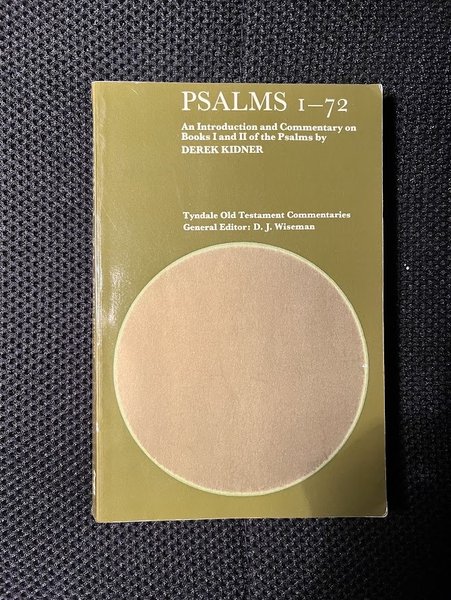 PSALMS 1–72
An Introduction and Commentary on
Books I and II of the Psalms by
DEREK KIDNER
Tyndale Old Testament Commentaries
General Editor: D. J. Wiseman